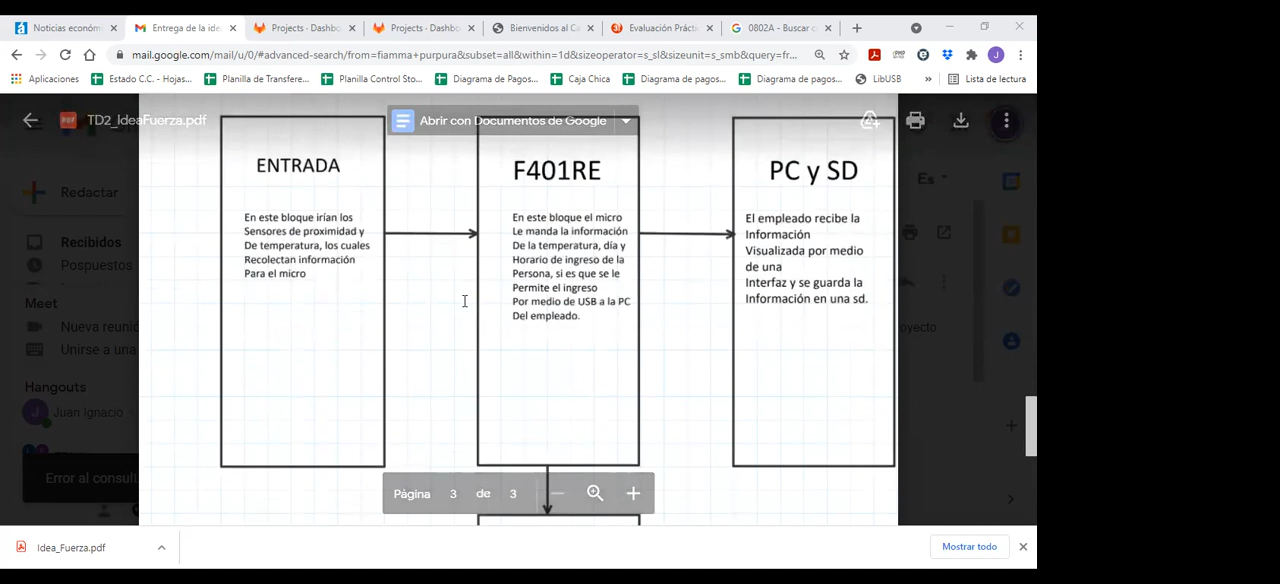 Noticias económi
Entrega de la ide
Projects · Dashbo
Projects · Dashbo
Bienvenidos al Ca
Evaluación Prácti
0802A - Buscar c
mail.google.com/mail/u/0/#advanced-search/from=fiamma+purpura&subset=all&within=1d&sizeoperator=s_sl&sizeunit=s_smb&query=fr...
Aplicaciones
Estado C.C. - Hojas...
Planilla de Transfere...
Planilla Control Sto...
Diagrama de Pagos...
Caja Chica
Diagrama de pagos...
Diagrama de pagos...
LibUSB
»
Lista de lectura
TD2_IdeaFuerza.pdf
Abrir con Documentos de Google
Redactar
Recibidos
Pospuestos
Meet
Nueva reunió
Unirse a una
Hangouts
Juan Ignacio
Error al consult
Es
royecto
ENTRADA
En este bloque irían los
Sensores de proximidad y
De temperatura, los cuales
Recolectan información
Para el micro
F401RE
En este bloque el micro
Le manda la información
De la temperatura, día y
Horario de ingreso de la
Persona, si es que se le
Permite el ingreso
Por medio de USB a la PC
Del empleado.
PC y SD
El empleado recibe la
Información
Visualizada por medio
de una
Interfaz y se guarda la
Información en una sd.
Página 3 de 3
Idea_Fuerza.pdf
Mostrar todo